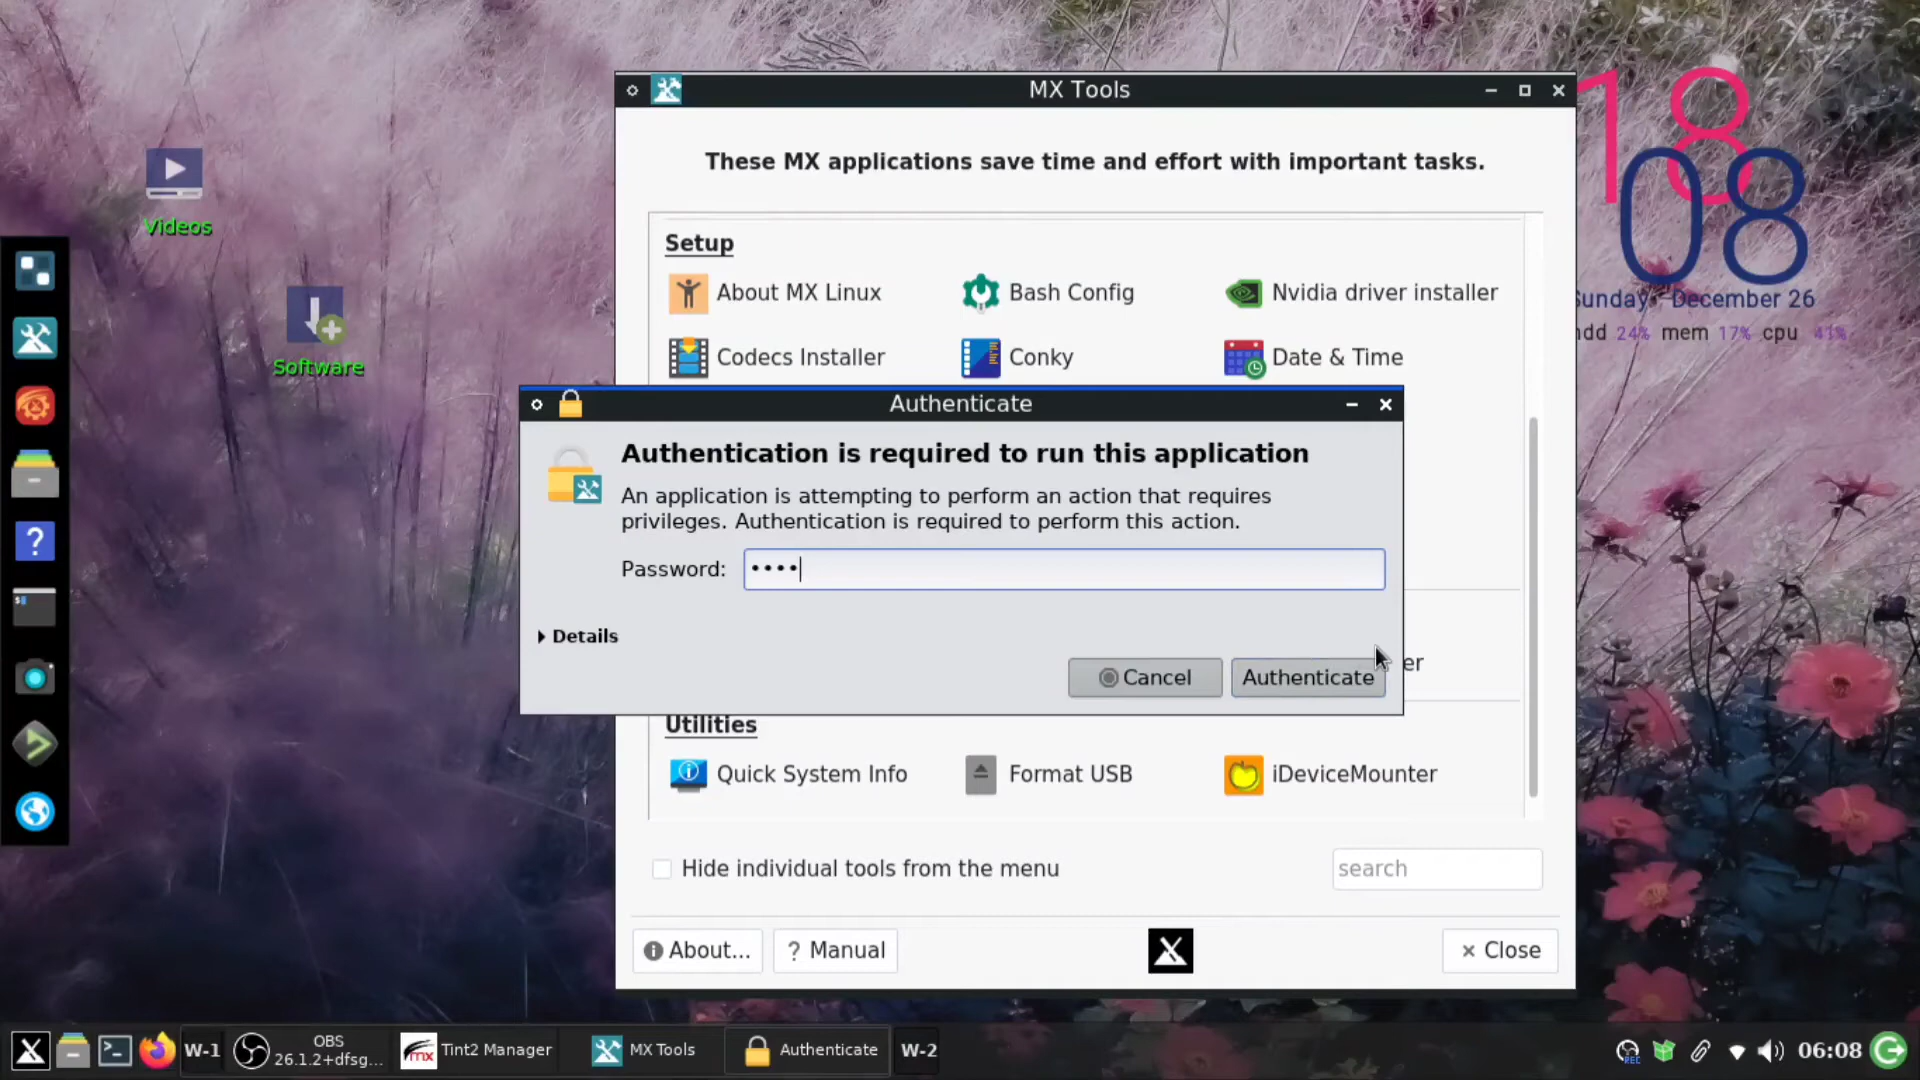 MX Tools
These MX applications save time and effort with important tasks.
Setup
About MX Linux
Bash Config
Nvidia driver installer
Codecs Installer
Conky
Date & Time
Authenticate
Authentication is required to run this application
An application is attempting to perform an action that requires
privileges. Authentication is required to perform this action.
Password: ••••
Details
Cancel
Authenticate
er
Utilities
Quick System Info
Format USB
iDeviceMounter
Hide individual tools from the menu
search
About...
? Manual
Close
Videos
Software
18
08
Sunday, December 26
hdd 24% mem 17% cpu 41%
W-1
OBS
26.1.2+dfsg...
mx
Tint2 Manager
MX Tools
Authenticate
W-2
REC
06:08